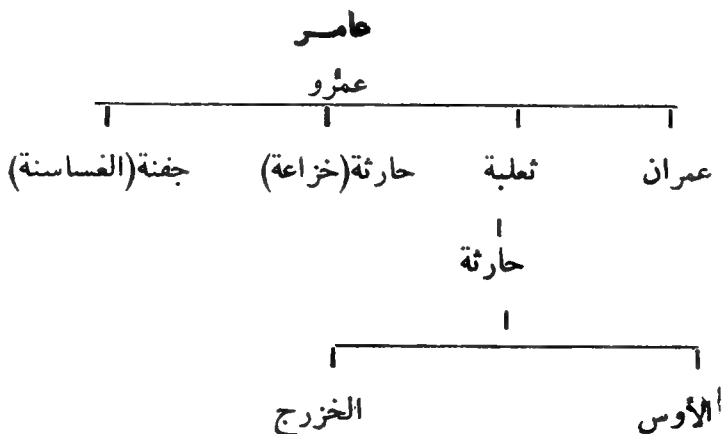 عامر
عمرو
عمران ثعلبة حارثة(خزاعة) جفنة(الغساسنة)
حارثة
الأوس الخزرج